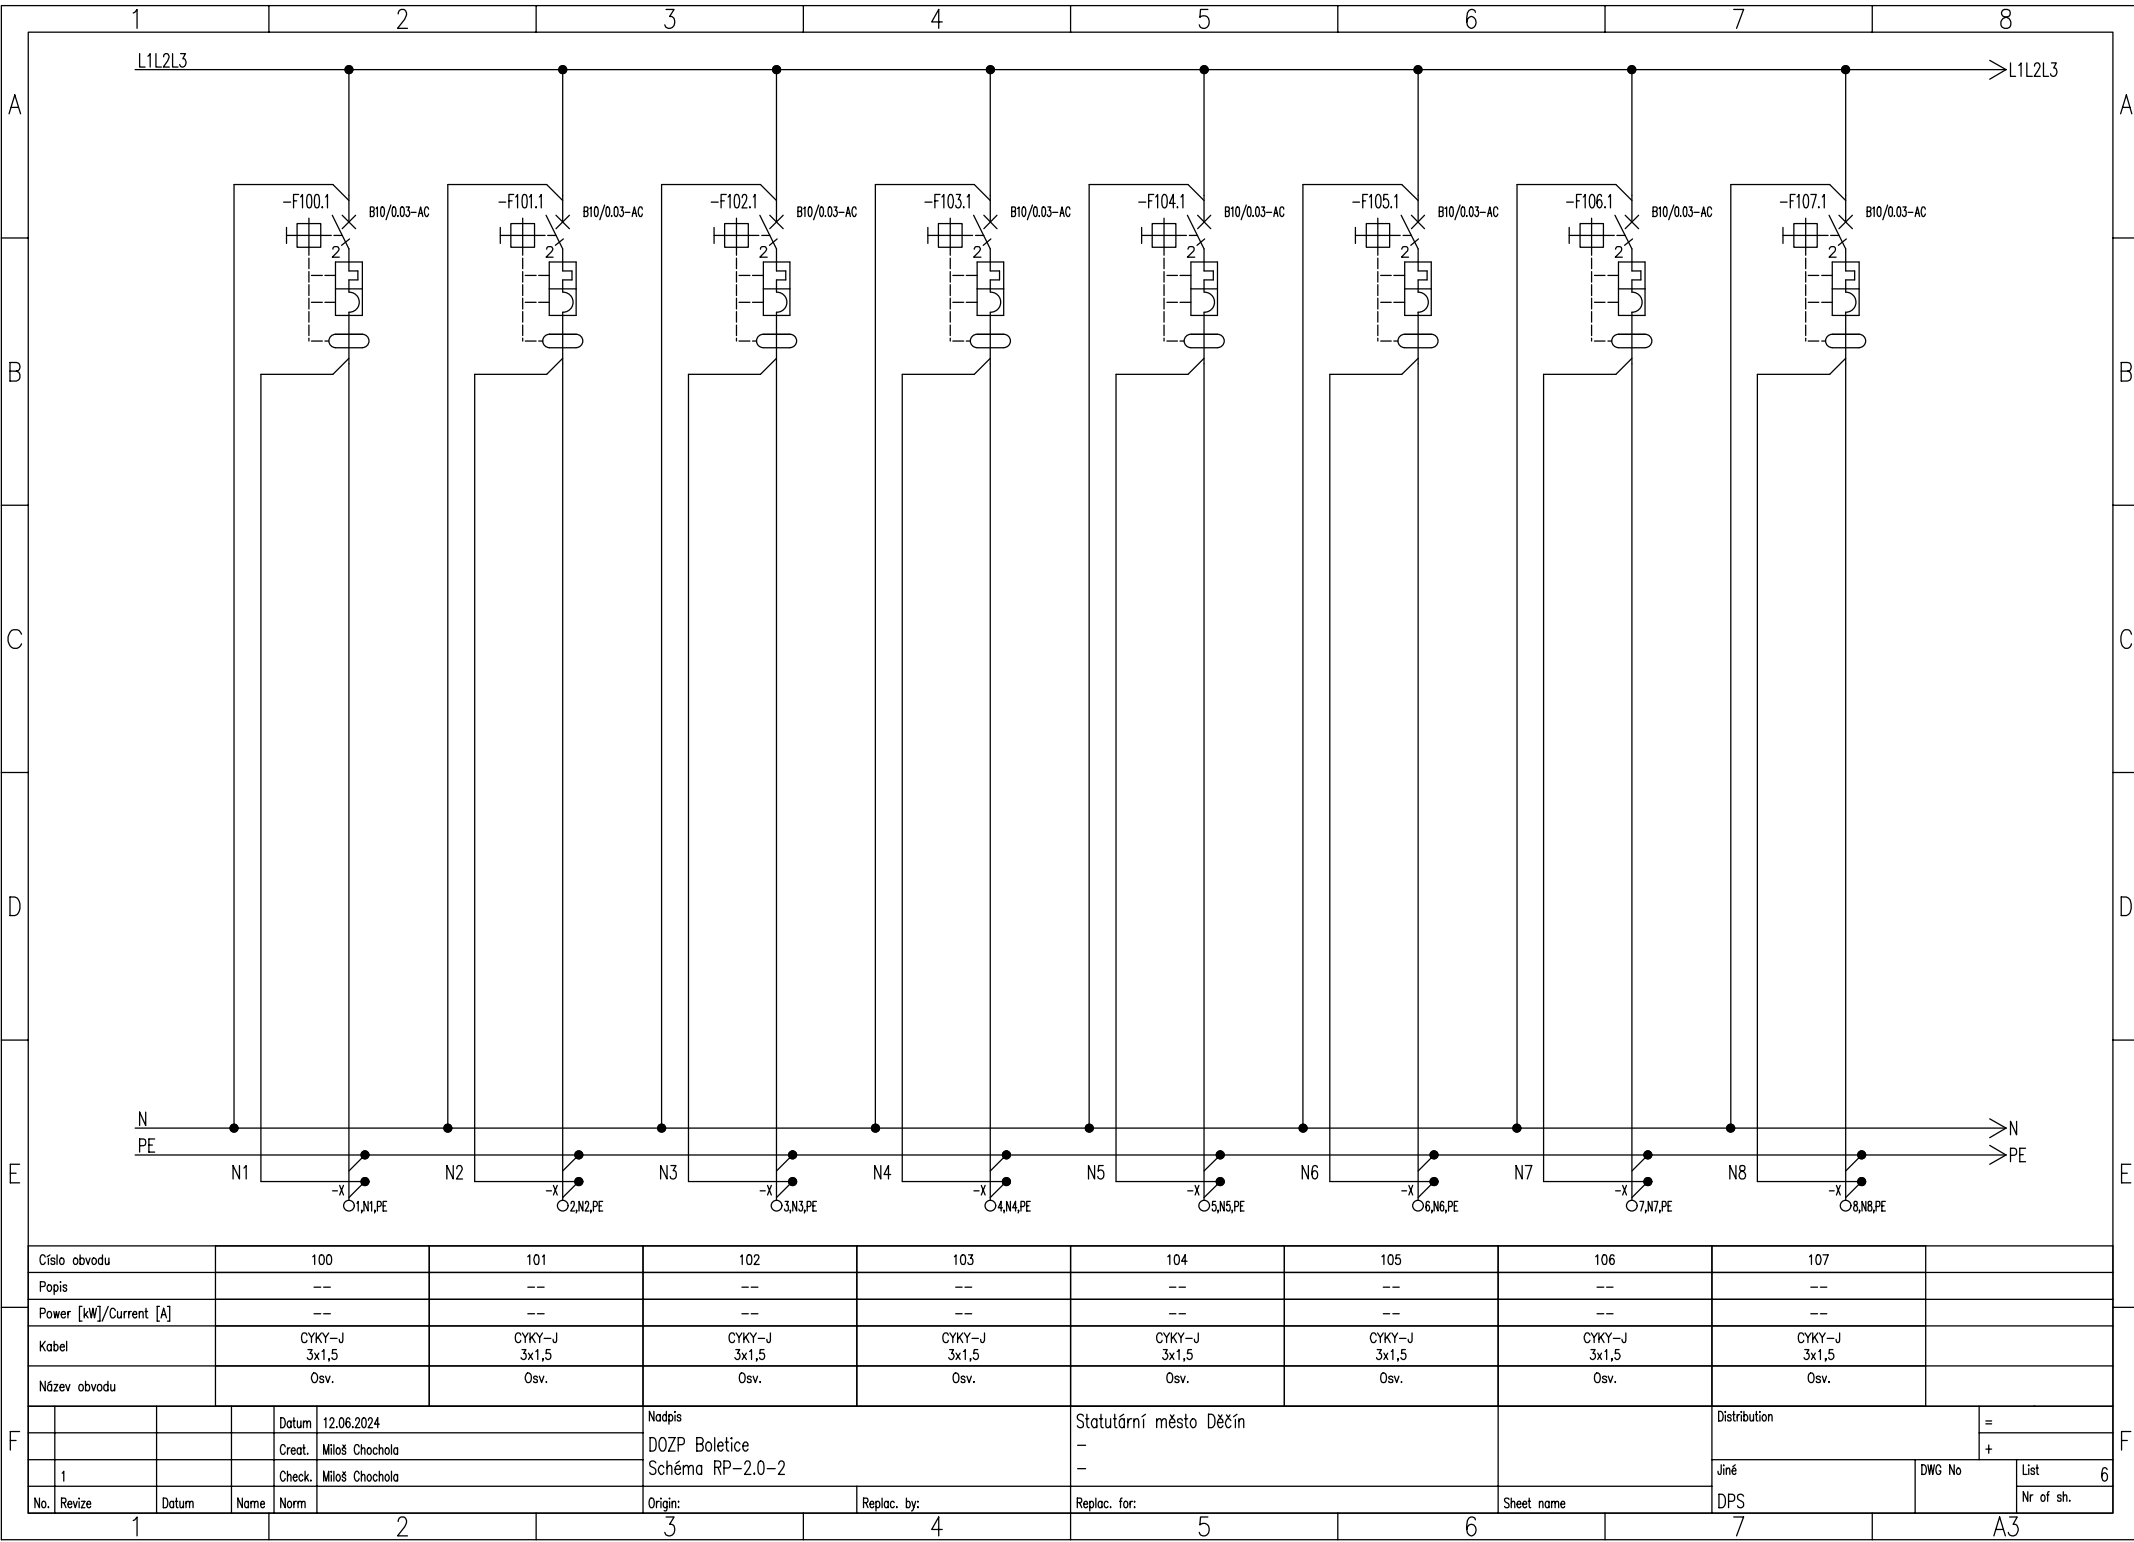 1 2 3 4 5 6 7 8
L1L2L3 L1L2L3
A A
-F100.1 B10/0.03-AC -F101.1 B10/0.03-AC -F102.1 B10/0.03-AC -F103.1 B10/0.03-AC -F104.1 B10/0.03-AC -F105.1 B10/0.03-AC -F106.1 B10/0.03-AC -F107.1 B10/0.03-AC
2 2 2 2 2 2 2 2
B B
C C
D D
N N
PE PE
E N1 N2 N3 N4 N5 N6 N7 N8 E
-X -X -X -X -X -X -X -X
1,N1,PE 2,N2,PE 3,N3,PE 4,N4,PE 5,N5,PE 6,N6,PE 7,N7,PE 8,N8,PE
Císlo obvodu 100 101 102 103 104 105 106 107
Popis -- -- -- -- -- -- -- --
Power [kW]/Current [A] -- -- -- -- -- -- -- --
Kabel CYKY-J CYKY-J CYKY-J CYKY-J CYKY-J CYKY-J CYKY-J CYKY-J
3x1,5 3x1,5 3x1,5 3x1,5 3x1,5 3x1,5 3x1,5 3x1,5
Název obvodu Osv. Osv. Osv. Osv. Osv. Osv. Osv. Osv.
F F
Datum 12.06.2024 Nadpis Statutární město Děčín Distribution =
Creat. Miloš Chochola DOZP Boletice - +
1 Check. Miloš Chochola Schéma RP-2.0-2 - Jiné DWG No List 6
No. Revize Datum Name Norm Origin: Replac. by: Replac. for: Sheet name DPS Nr of sh.
1 2 3 4 5 6 7 A3